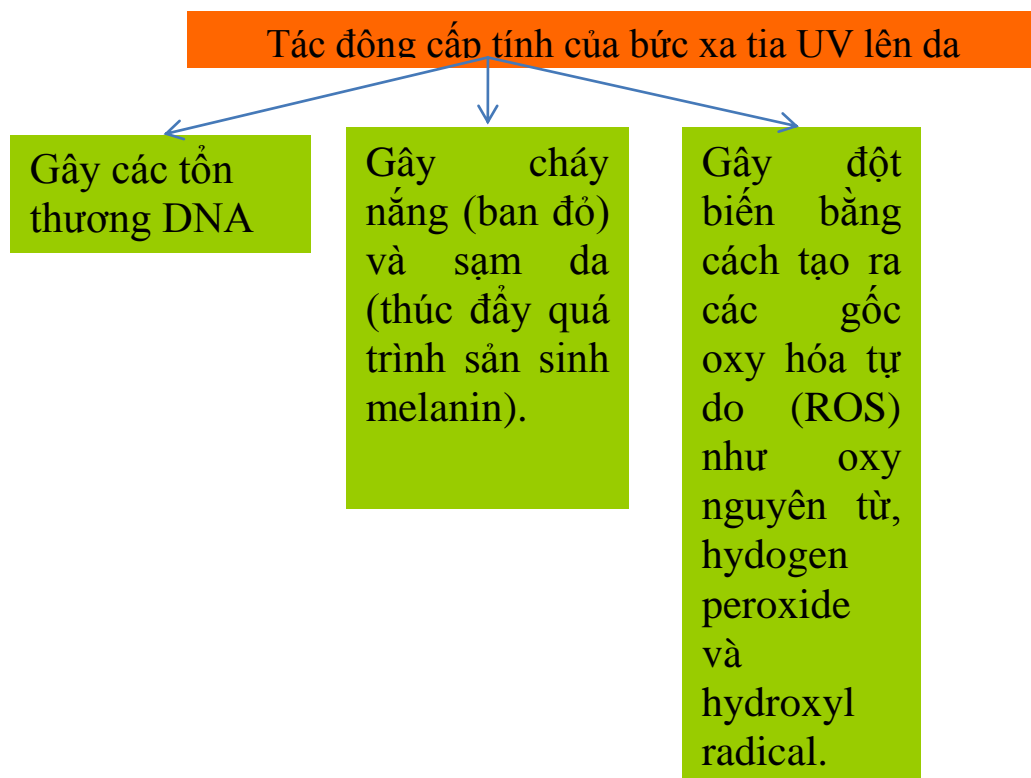 Tác động cấp tính của bức xạ tia UV lên da
Gây các tổn
thương DNA
Gây cháy
nắng (ban đỏ)
và sạm da
(thúc đẩy quá
trình sản sinh
melanin).
Gây đột
biến bằng
cách tạo ra
các gốc
oxy hóa tự
do (ROS)
như oxy
nguyên từ,
hydogen
peroxide
và
hydroxyl
radical.